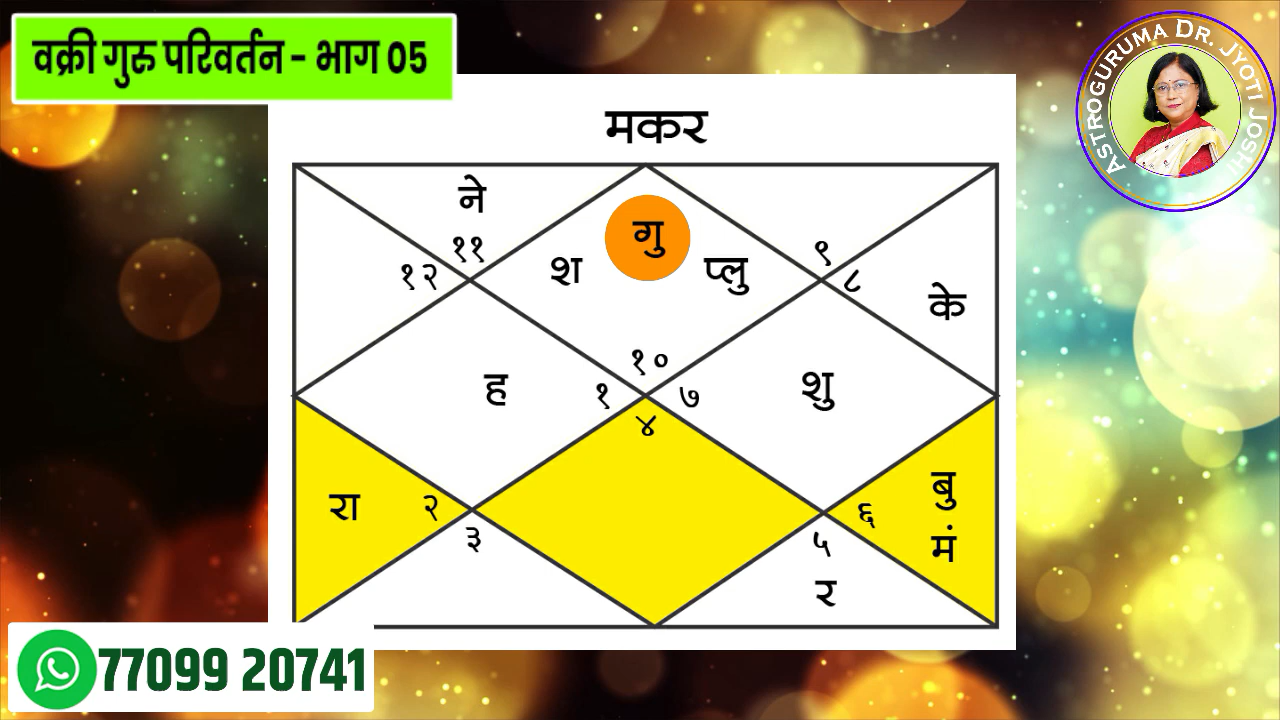 वक्री गुरु परिवर्तन - भाग 05
ASTROGURUMA DR. JYOTI JOSHI
मकर
ने
गु
११
९
१२
श
प्लु
८
के
१०
ह
१
७
शु
४
रा
२
६
बु
३
५
मं
र
77099 20741